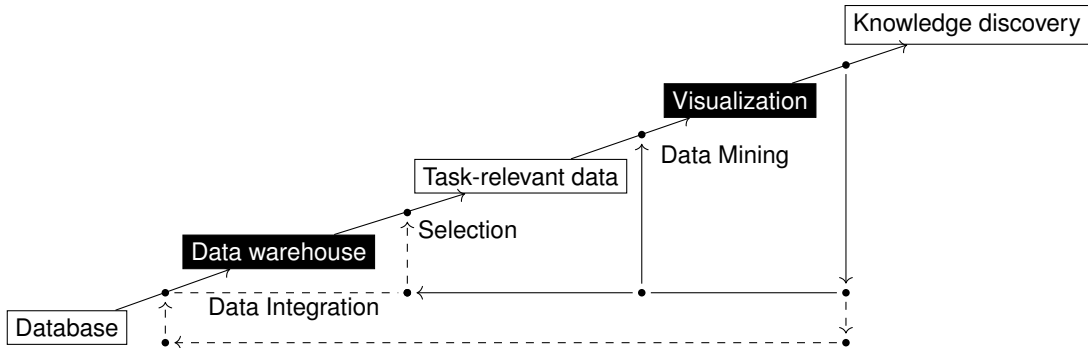 Knowledge discovery
Visualization
Data Mining
Task-relevant data
Selection
Data warehouse
Data Integration
Database